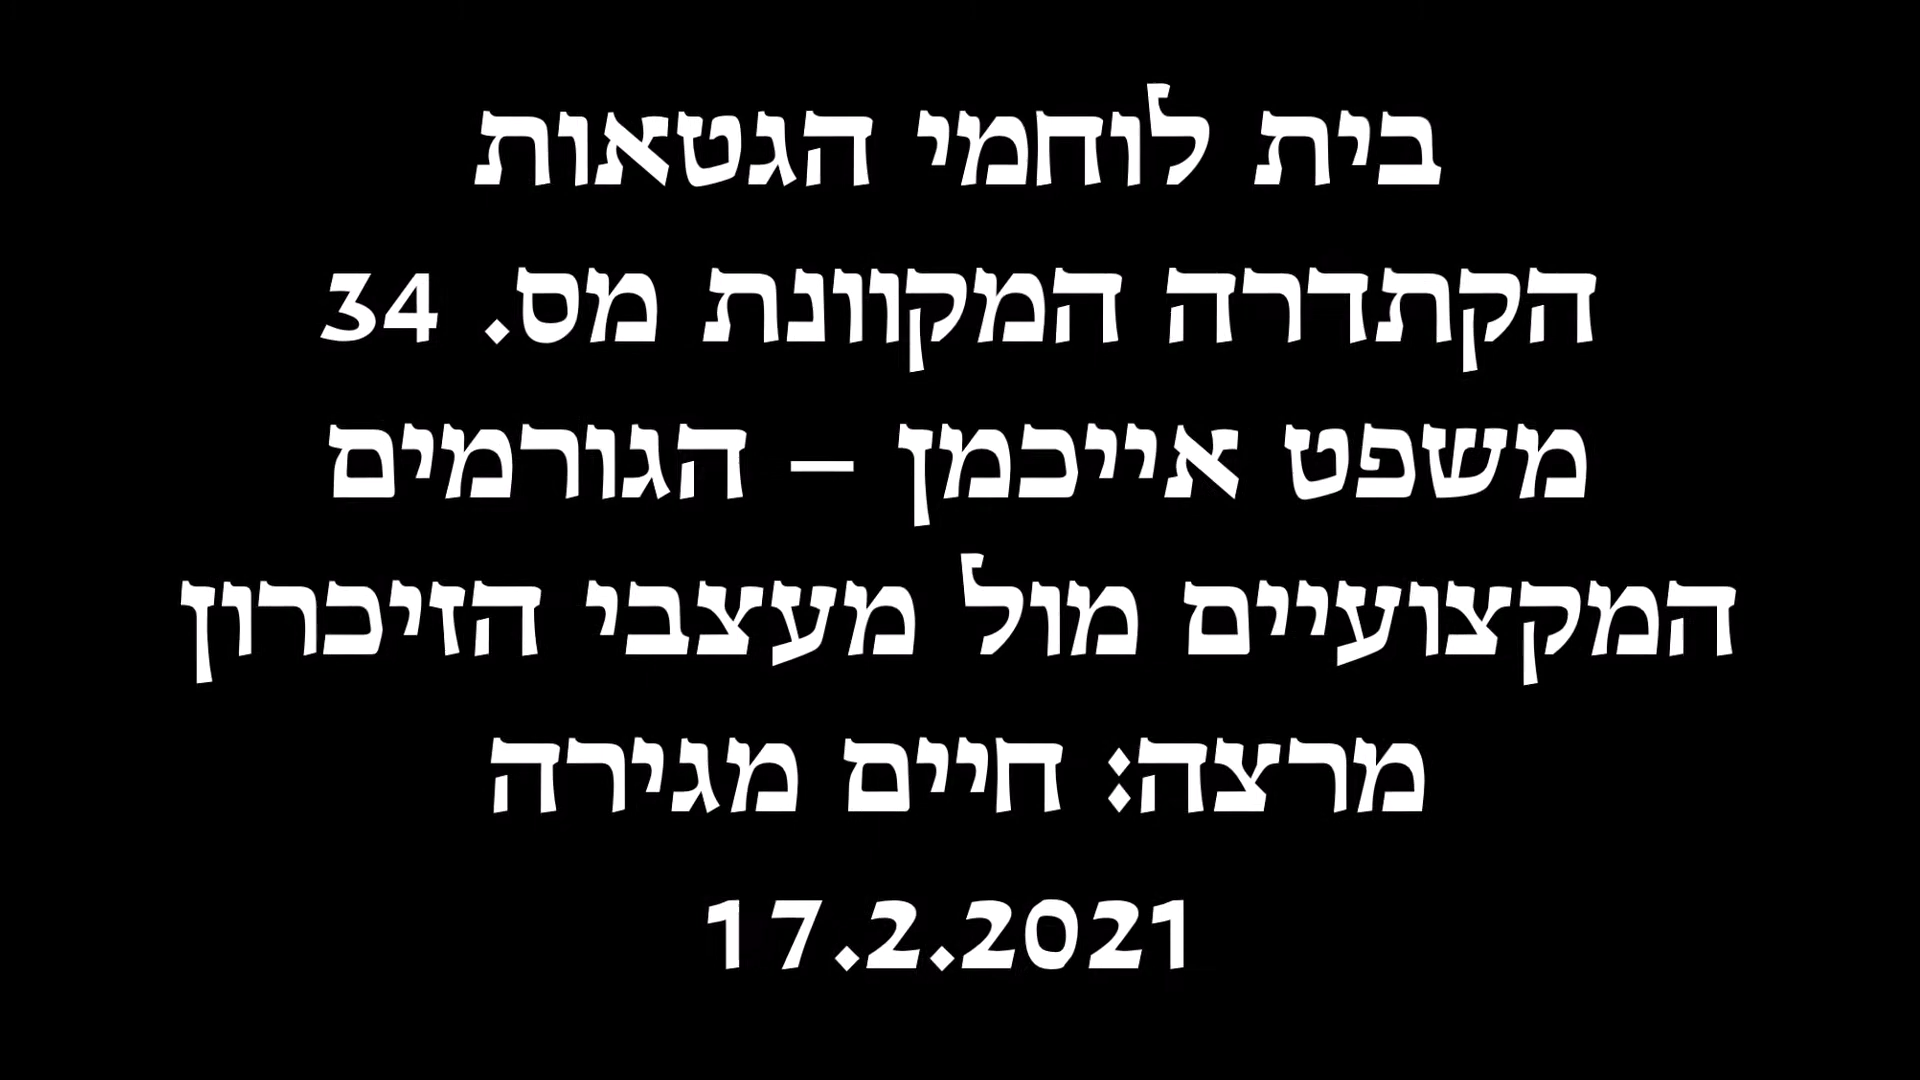 בית לוחמי הגטאות
הקתדרה המקוונת מס. 34
משפט אייכמן – הגורמים
המקצועיים מול מעצבי הזיכרון
מרצה: חיים מגירה
17.2.2021